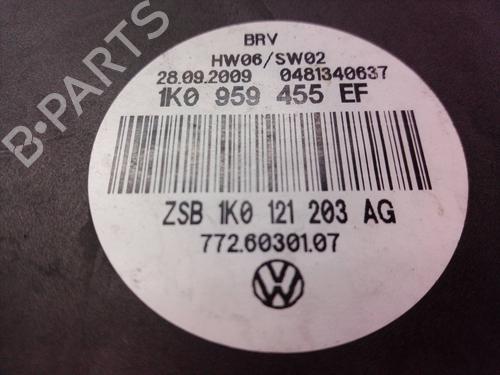 BRV
HW06/SW02
28.09.2009 0481340637
1K0 959 455 EF
ZSB 1K0 121 203 AG
772.60301.07
B-PARTS